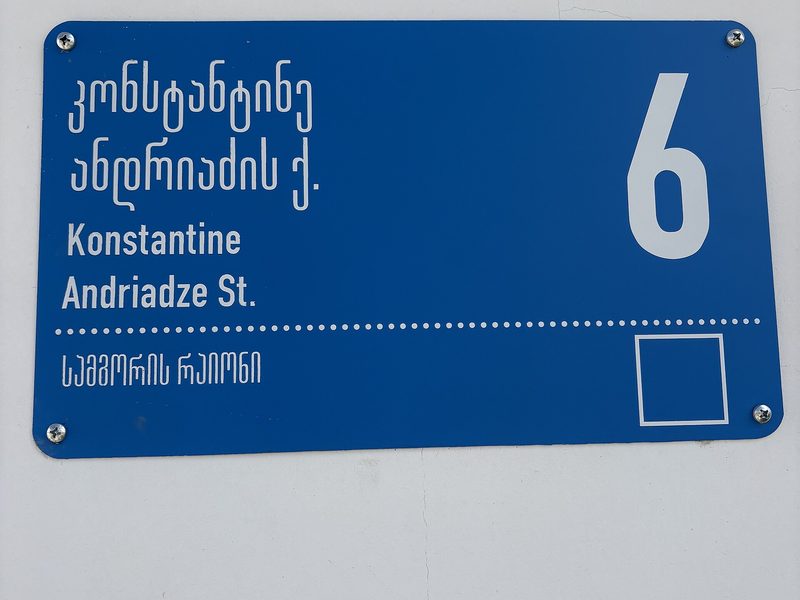 კონსტანტინე
ანდრიაძის ქ.
Konstantine
Andriadze St.
6
სამგორის რაიონი